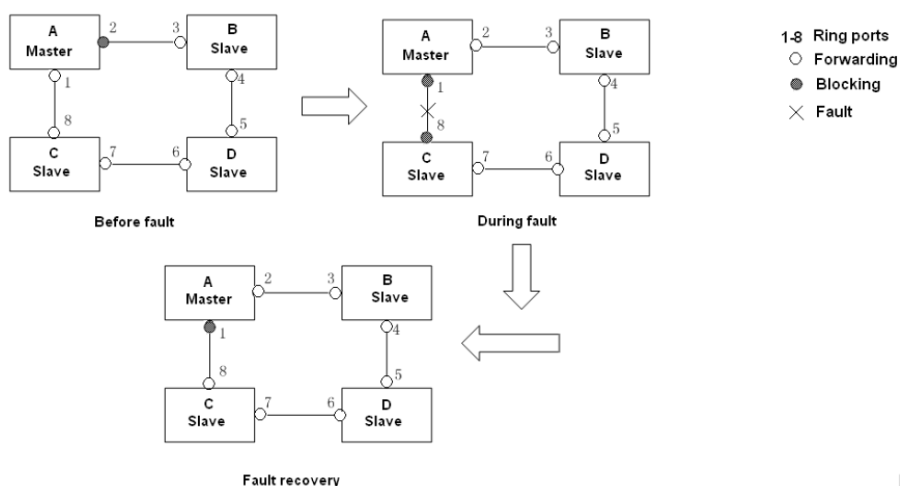 A
Master
2
3
B
Slave
1
4
8
5
C
Slave
7
6
D
Slave
Before fault
A
Master
2
3
B
Slave
1
4
8
5
C
Slave
7
6
D
Slave
During fault
1-8 Ring ports
Forwarding
Blocking
Fault
A
Master
2
3
B
Slave
1
4
8
5
C
Slave
7
6
D
Slave
Fault recovery